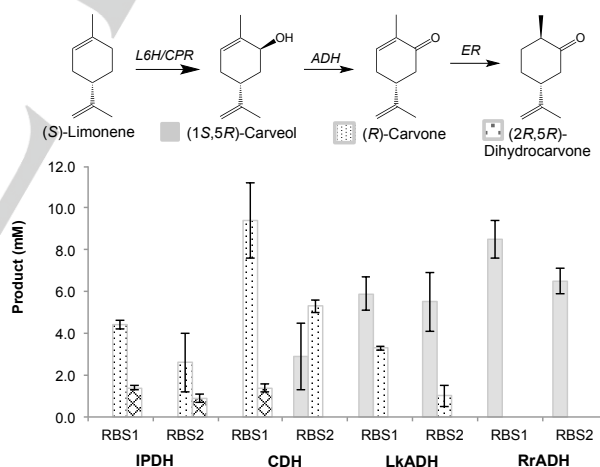 L6H/CPR
OH
ADH
O
ER
O
(S)-Limonene
(1S,5R)-Carveol
(R)-Carvone
(2R,5R)-
Dihydrocarvone
Product (mM)
12.0
10.0
8.0
6.0
4.0
2.0
0.0
RBS1 RBS2 RBS1 RBS2 RBS1 RBS2 RBS1 RBS2
IPDH CDH LkADH RrADH